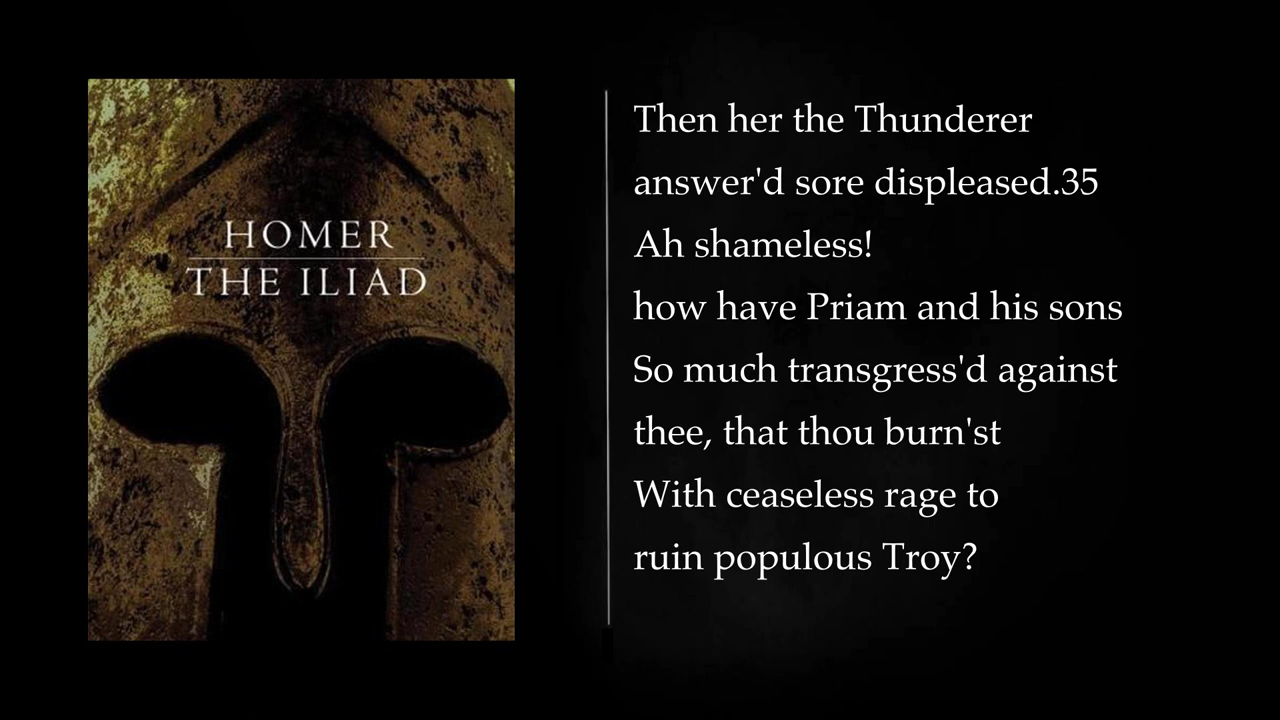 HOMER
THE ILIAD
Then her the Thunderer
answer'd sore displeased.35
Ah shameless!
how have Priam and his sons
So much transgress'd against
thee, that thou burn'st
With ceaseless rage to
ruin populous Troy?